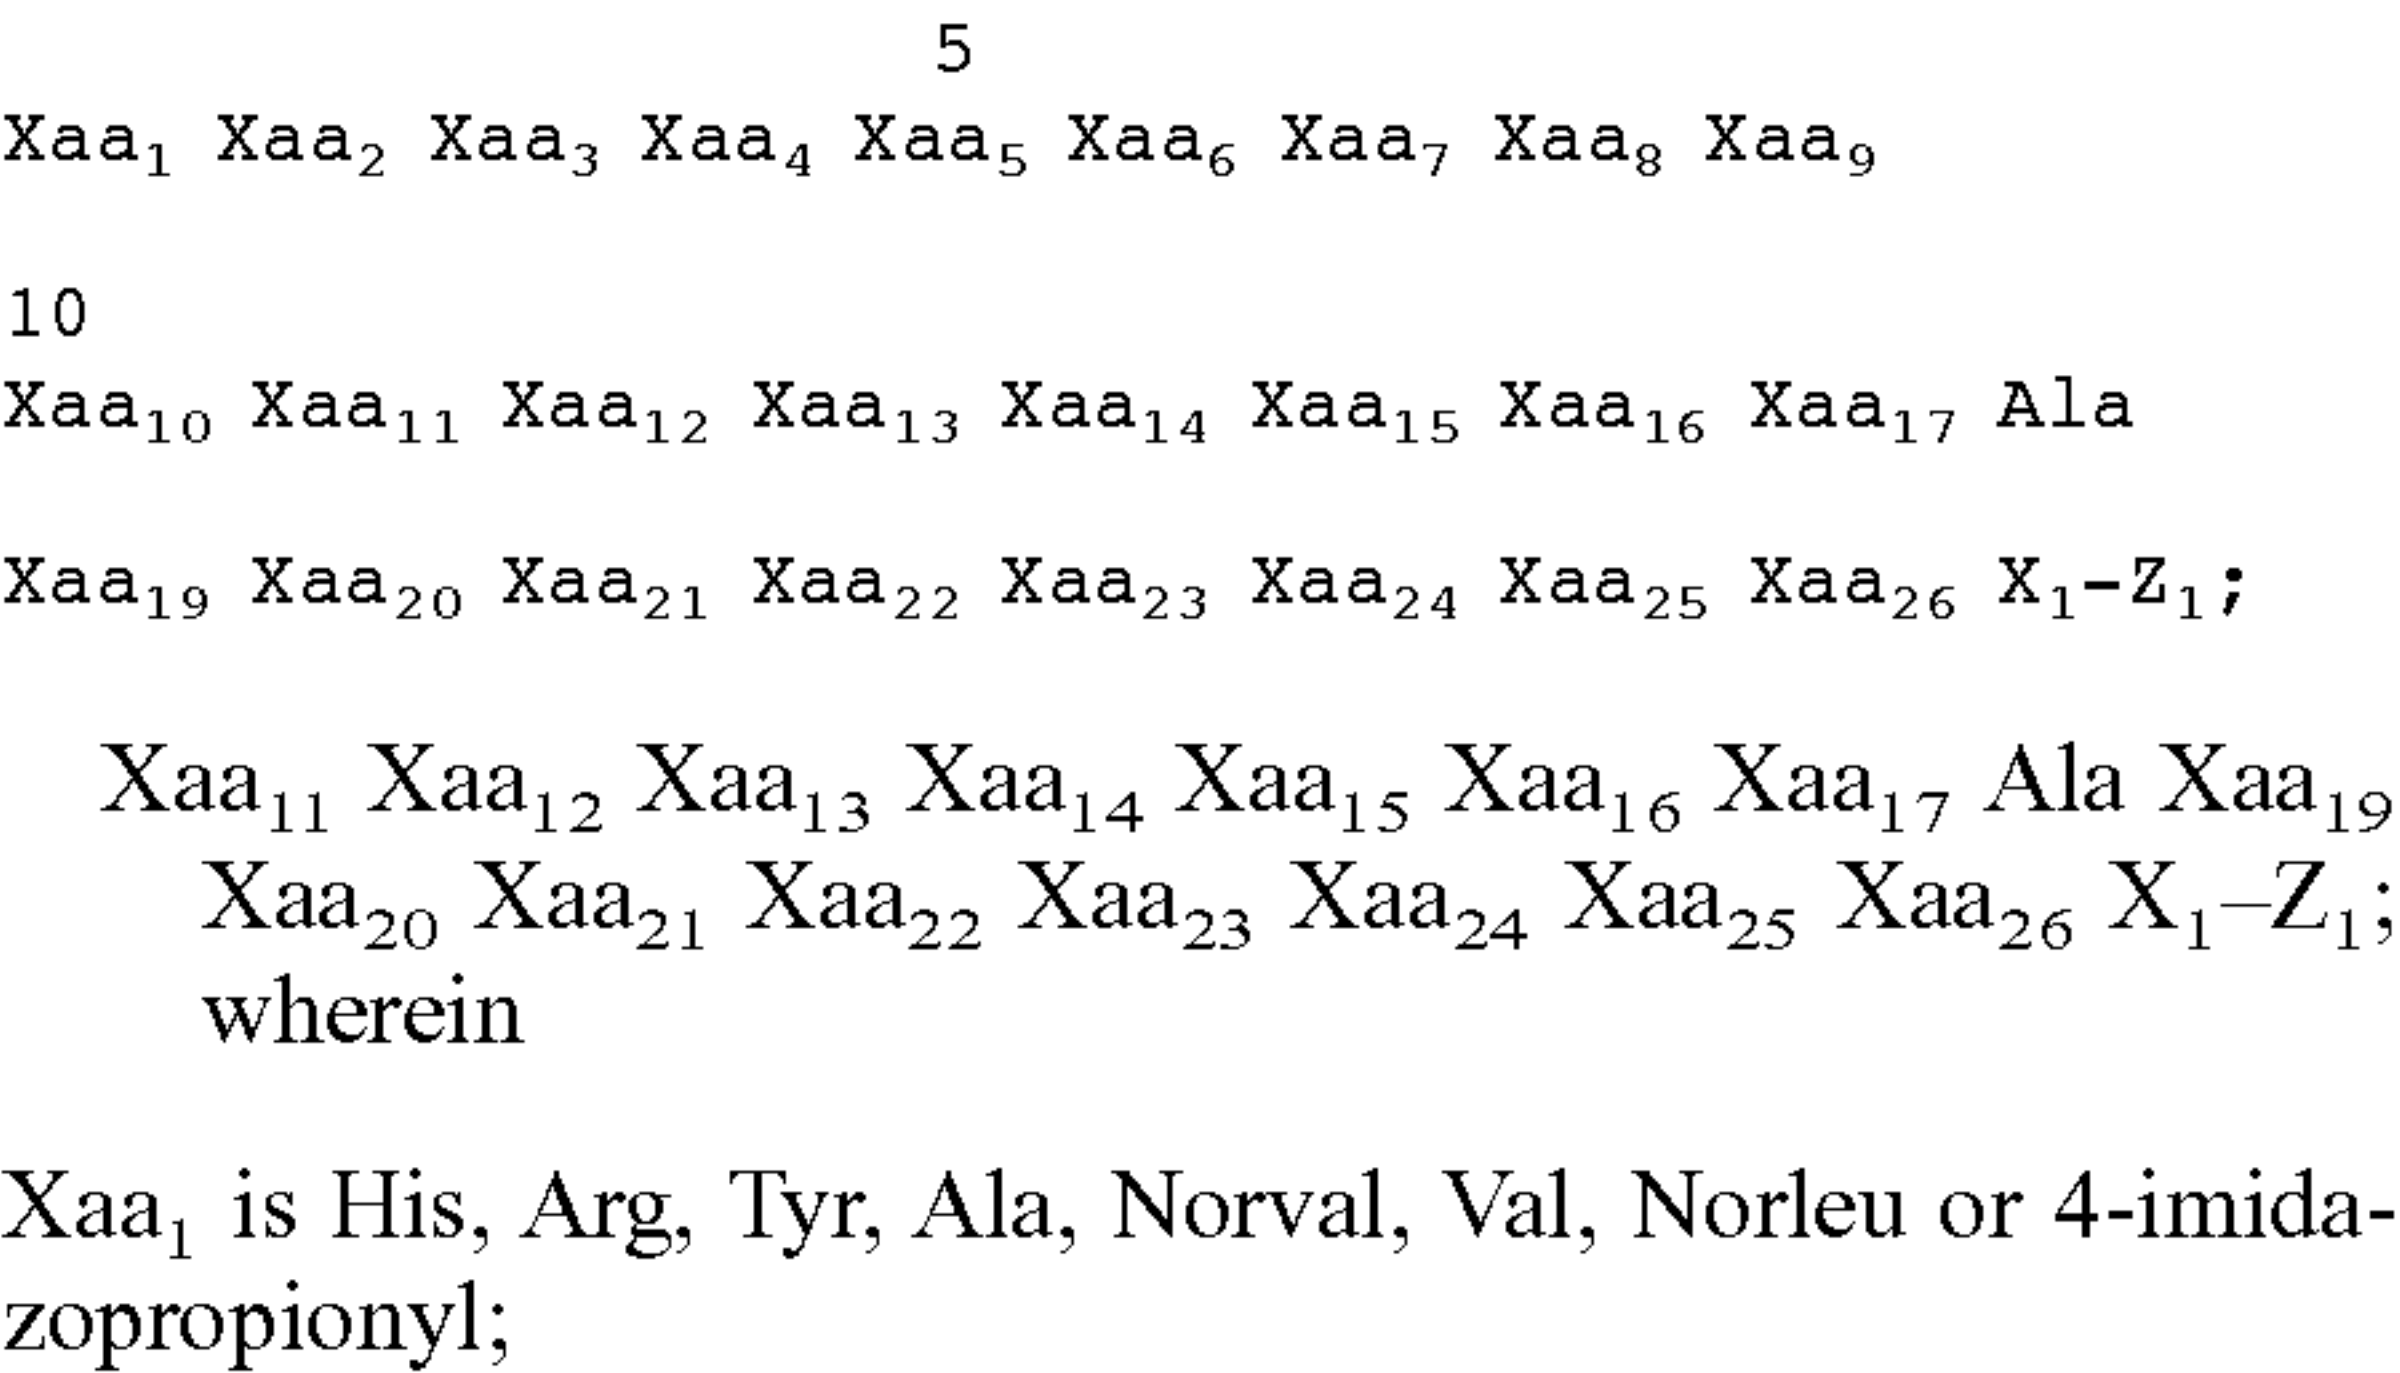 5
Xaa₁ Xaa₂ Xaa₃ Xaa₄ Xaa₅ Xaa₆ Xaa₇ Xaa₈ Xaa₉
10
Xaa₁₀ Xaa₁₁ Xaa₁₂ Xaa₁₃ Xaa₁₄ Xaa₁₅ Xaa₁₆ Xaa₁₇ Ala
Xaa₁₉ Xaa₂₀ Xaa₂₁ Xaa₂₂ Xaa₂₃ Xaa₂₄ Xaa₂₅ Xaa₂₆ X₁-Z₁;
Xaa₁₁ Xaa₁₂ Xaa₁₃ Xaa₁₄ Xaa₁₅ Xaa₁₆ Xaa₁₇ Ala Xaa₁₉
Xaa₂₀ Xaa₂₁ Xaa₂₂ Xaa₂₃ Xaa₂₄ Xaa₂₅ Xaa₂₆ X₁–Z₁;
wherein
Xaa₁ is His, Arg, Tyr, Ala, Norval, Val, Norleu or 4-imida-
zopropionyl;